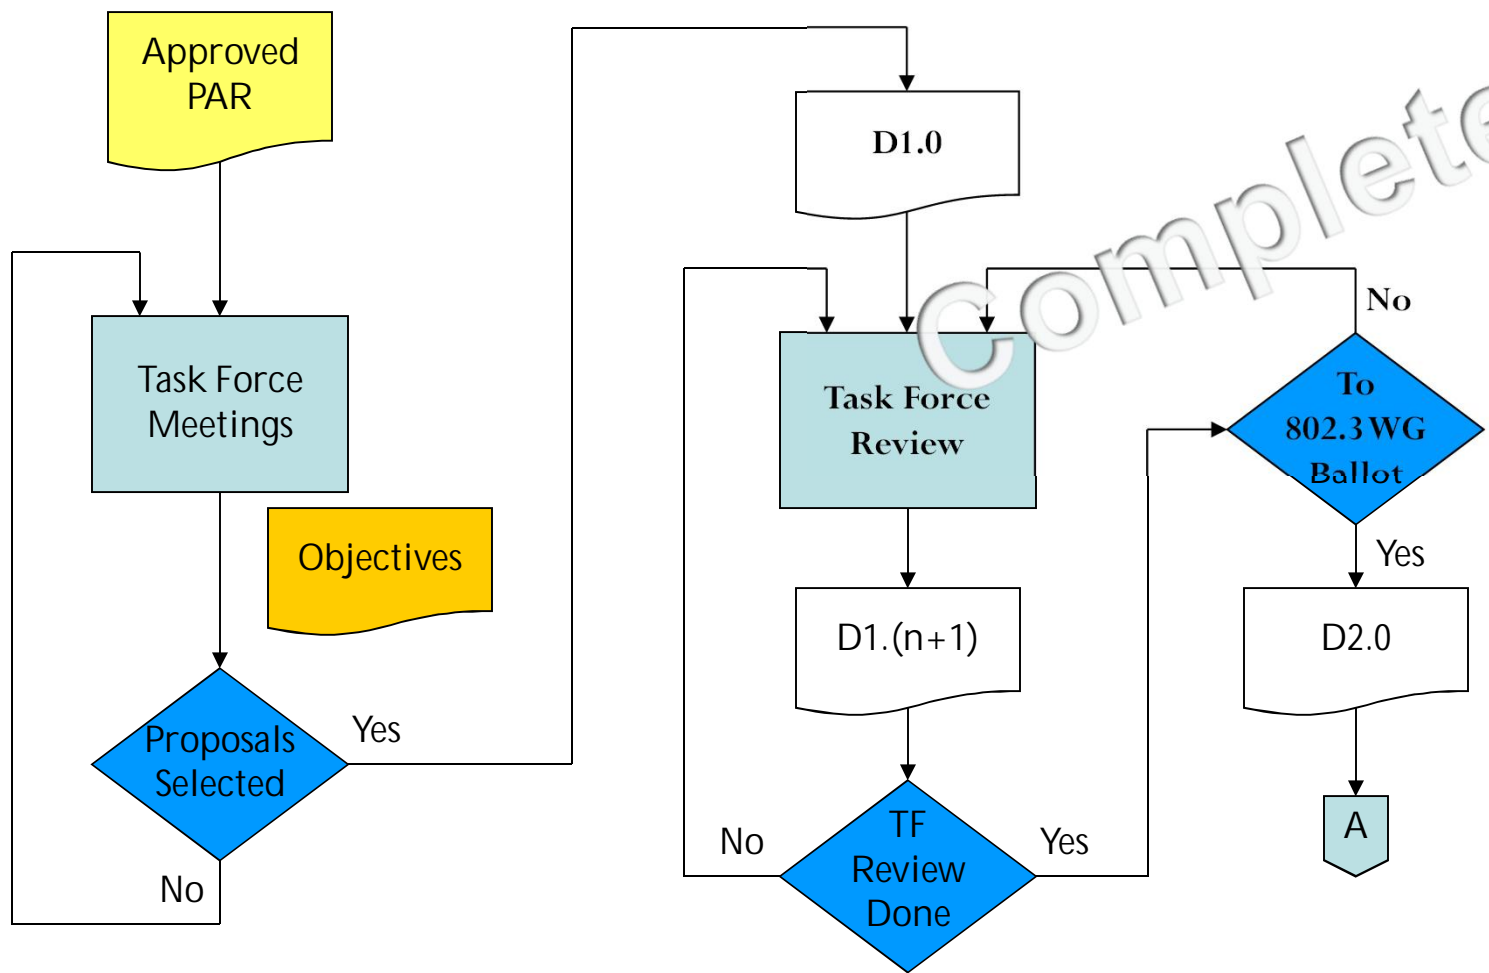 Approved
PAR
Task Force
Meetings
Objectives
Proposals
Selected
Yes
No
D1.0
Complete
Task Force
Review
D1.(n+1)
TF
Review
Done
No
Yes
No
To
802.3 WG
Ballot
Yes
D2.0
A